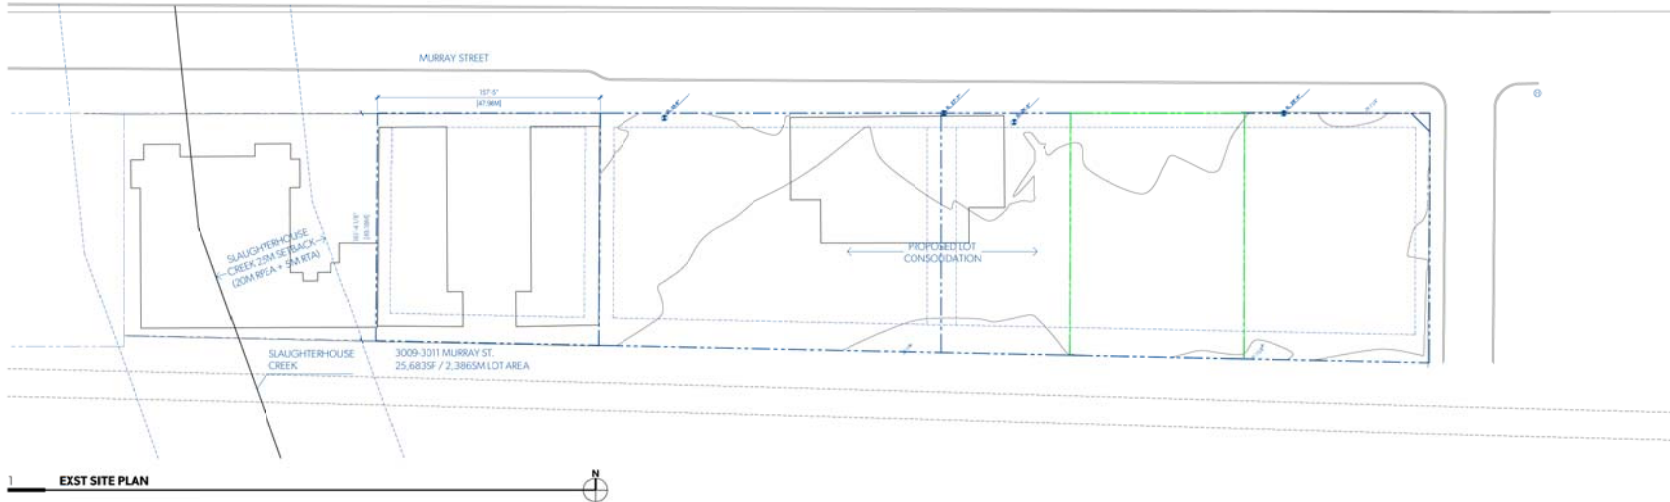 MURRAY STREET
157'-5"
[47.98M]
SLAUGHTERHOUSE
CREEK 25M SETBACK
(20M RPEA + 5M RTA)
PROPOSED LOT
CONSOLIDATION
SLAUGHTERHOUSE
CREEK
3009-3011 MURRAY ST.
25,683SF / 2,386SM LOT AREA
1
EXST SITE PLAN
N